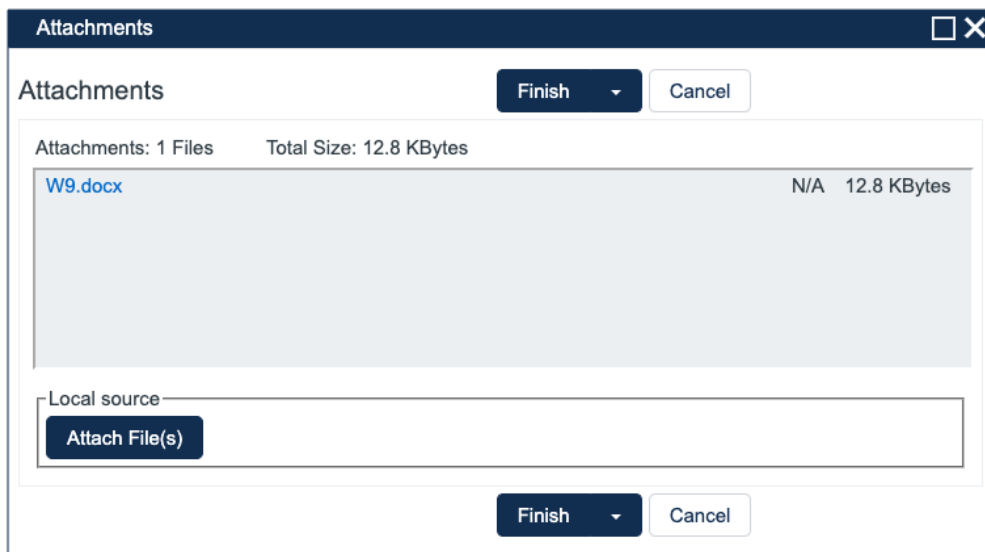 Attachments
Attachments Finish Cancel
Attachments: 1 Files Total Size: 12.8 KBytes
W9.docx N/A 12.8 KBytes
Local source
Attach File(s)
Finish Cancel